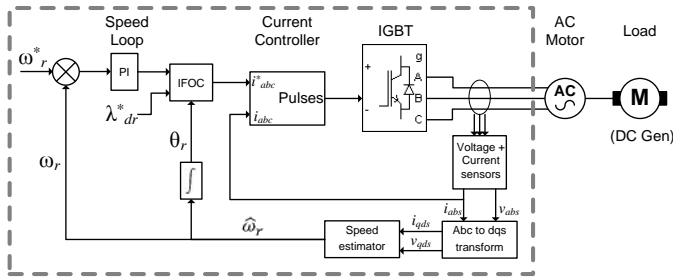 Speed
Loop
Current
Controller
IGBT
AC
Motor
Load
ω*r
PI
IFOC
λ*dr
i*abc
iabc
Pulses
g
+
-
A
B
C
AC
M
(DC Gen)
θr
ωr
∫
Voltage +
Current
sensors
iabs
vabs
ω̂r
Speed
estimator
iqds
vqds
Abc to dqs
transform